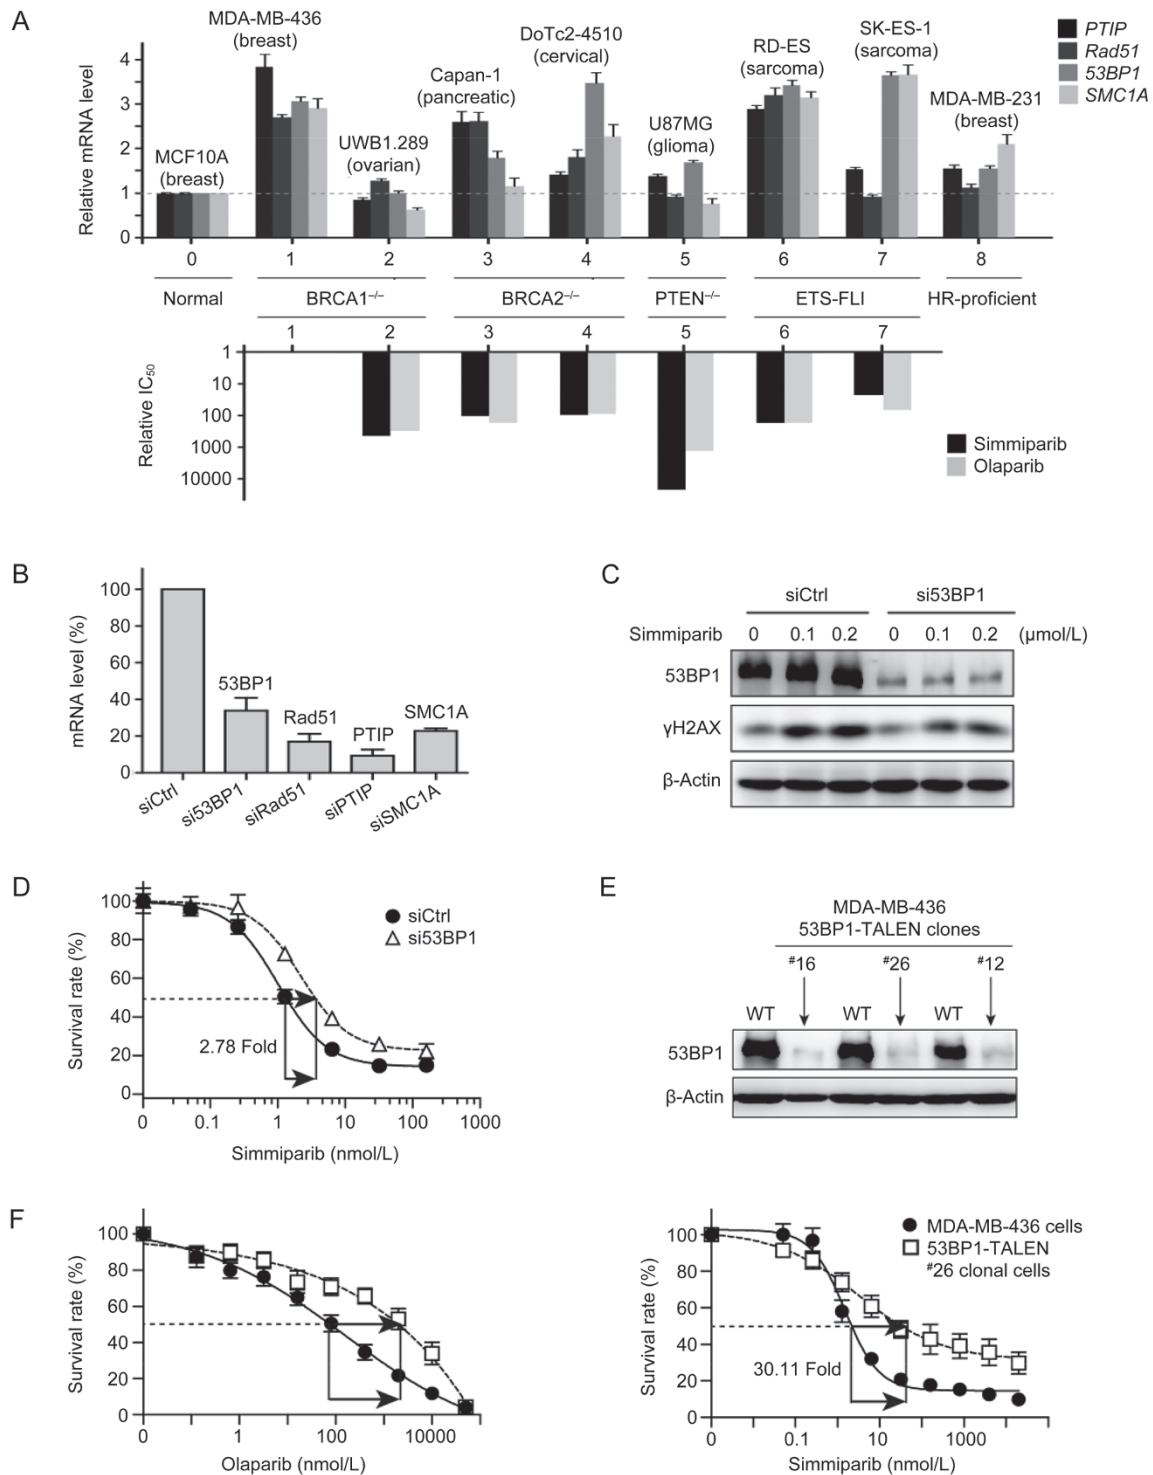 A
MDA-MB-436
(breast)
DoTc2-4510
(cervical)
SK-ES-1
(sarcoma)
RD-ES
(sarcoma)
Capan-1
(pancreatic)
MDA-MB-231
(breast)
U87MG
(glioma)
UWB1.289
(ovarian)
MCF10A
(breast)
PTIP
Rad51
53BP1
SMC1A
Relative mRNA level
4
3
2
1
0
0 1 2 3 4 5 6 7 8
Normal BRCA1–/– BRCA2–/– PTEN–/– ETS-FLI HR-proficient
1 2 3 4 5 6 7
Relative IC50
1
10
100
1000
10000
Simmiparib
Olaparib
B
mRNA level (%)
100
80
60
40
20
0
53BP1
Rad51
PTIP
SMC1A
siCtrl si53BP1 siRad51 siPTIP siSMC1A
C
siCtrl si53BP1
Simmiparib 0 0.1 0.2 0 0.1 0.2 (μmol/L)
53BP1
γH2AX
β-Actin
D
Survival rate (%)
100
80
60
40
20
0
siCtrl
si53BP1
2.78 Fold
0 0.1 1 10 100 1000
Simmiparib (nmol/L)
E
MDA-MB-436
53BP1-TALEN clones
#16 #26 #12
WT WT WT
53BP1
β-Actin
F
Survival rate (%)
100
80
60
40
20
0
0 1 100 10000
Olaparib (nmol/L)
Survival rate (%)
100
80
60
40
20
0
MDA-MB-436 cells
53BP1-TALEN
#26 clonal cells
30.11 Fold
0 0.1 10 1000
Simmiparib (nmol/L)